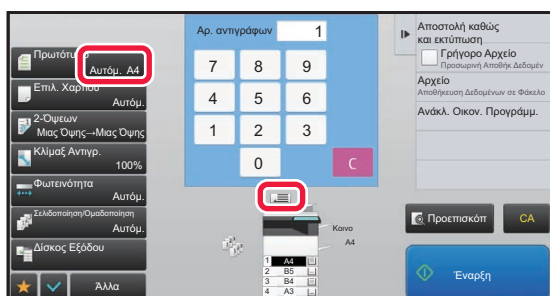 Πρωτότυπο
Αυτόμ. A4
Επιλ. Χαρτιού
Αυτόμ.
2-Όψεων
Μιας Όψης→Μιας Όψης
Κλίμαξ Αντιγρ.
100%
Φωτεινότητα
Αυτόμ.
Σελιδοποίηση/Ομαδοποίηση
Αυτόμ.
Δίσκος Εξόδου
Άλλα
Αρ. αντιγράφων 1
7 8 9
4 5 6
1 2 3
0 C
Κοινο
A4
1 A4
2 B5
3 B4
4 A3
Αποστολή καθώς
και εκτύπωση
Γρήγορο Αρχείο
Προσωρινή Αποθήκ Δεδομέν
Αρχείο
Αποθήκευση Δεδομένων σε Φάκελο
Ανάκλ. Οικον. Προγράμμ.
Προεπισκόπ
CA
Έναρξη